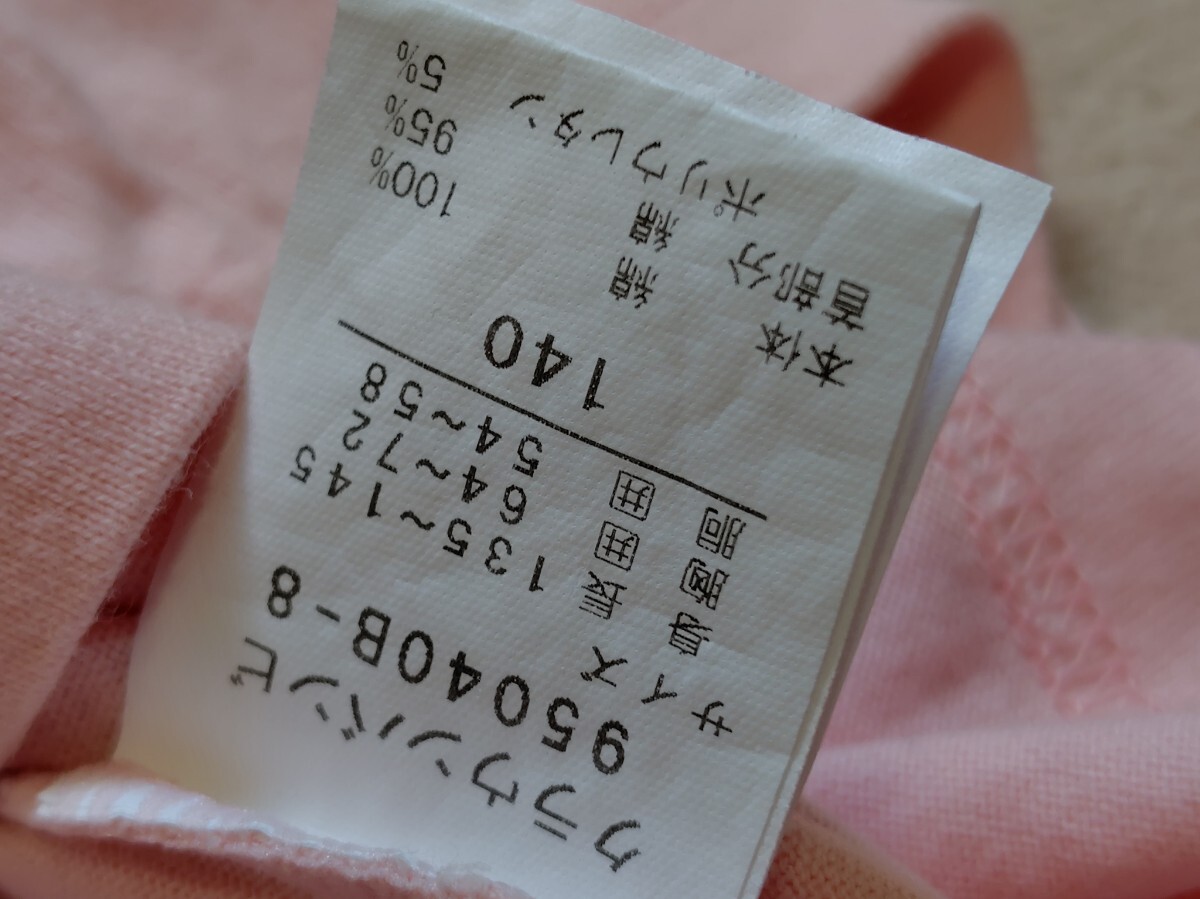 クラウンバンビ
95040B-8
サイズ
身長 135~145
胸囲 64~72
胴囲 54~58
140
本体 綿 100%
首部分 綿 95%
ポリウレタン 5%